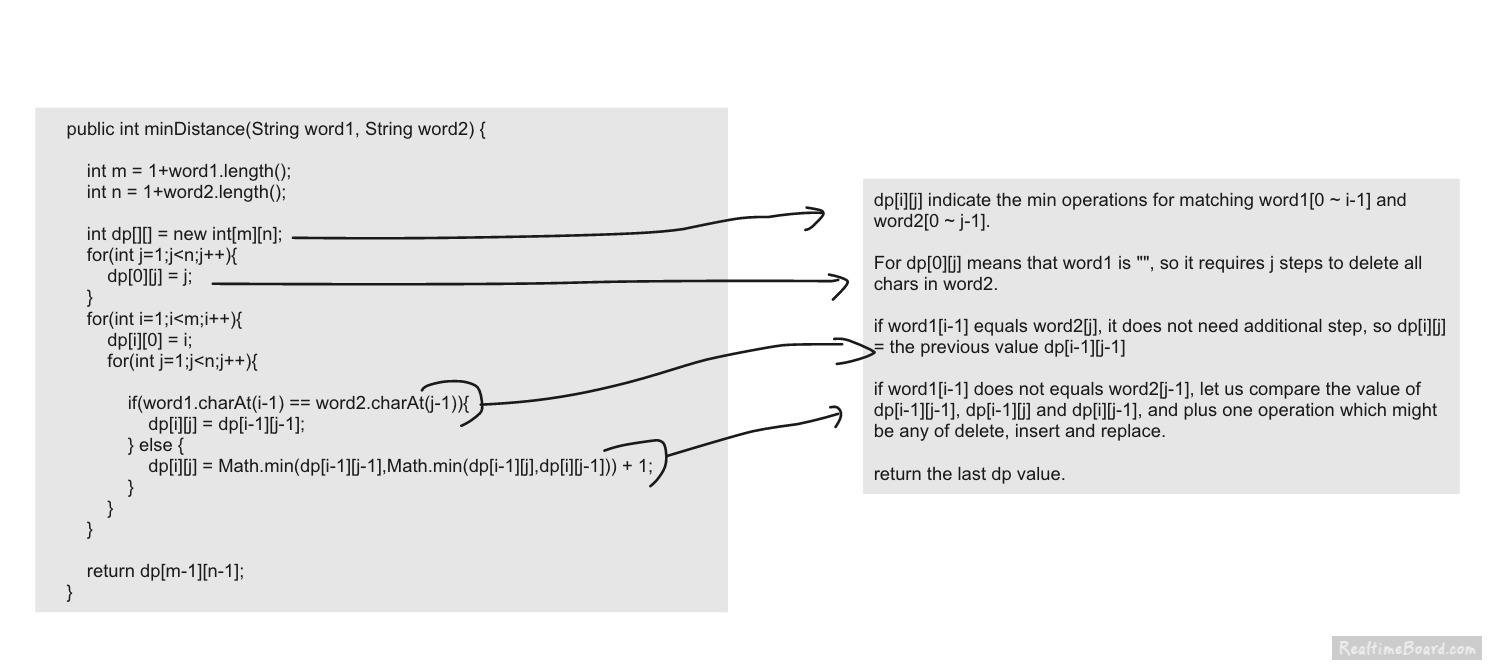 public int minDistance(String word1, String word2) {
int m = 1+word1.length();
int n = 1+word2.length();
int dp[][] = new int[m][n];
for(int j=1;j<n;j++){
dp[0][j] = j;
}
for(int i=1;i<m;i++){
dp[i][0] = i;
for(int j=1;j<n;j++){
if(word1.charAt(i-1) == word2.charAt(j-1)){
dp[i][j] = dp[i-1][j-1];
} else {
dp[i][j] = Math.min(dp[i-1][j-1],Math.min(dp[i-1][j],dp[i][j-1])) + 1;
}
}
}
return dp[m-1][n-1];
}
dp[i][j] indicate the min operations for matching word1[0 ~ i-1] and
word2[0 ~ j-1].
For dp[0][j] means that word1 is "", so it requires j steps to delete all
chars in word2.
if word1[i-1] equals word2[j], it does not need additional step, so dp[i][j]
= the previous value dp[i-1][j-1]
if word1[i-1] does not equals word2[j-1], let us compare the value of
dp[i-1][j-1], dp[i-1][j] and dp[i][j-1], and plus one operation which might
be any of delete, insert and replace.
return the last dp value.
RealtimeBoard.com